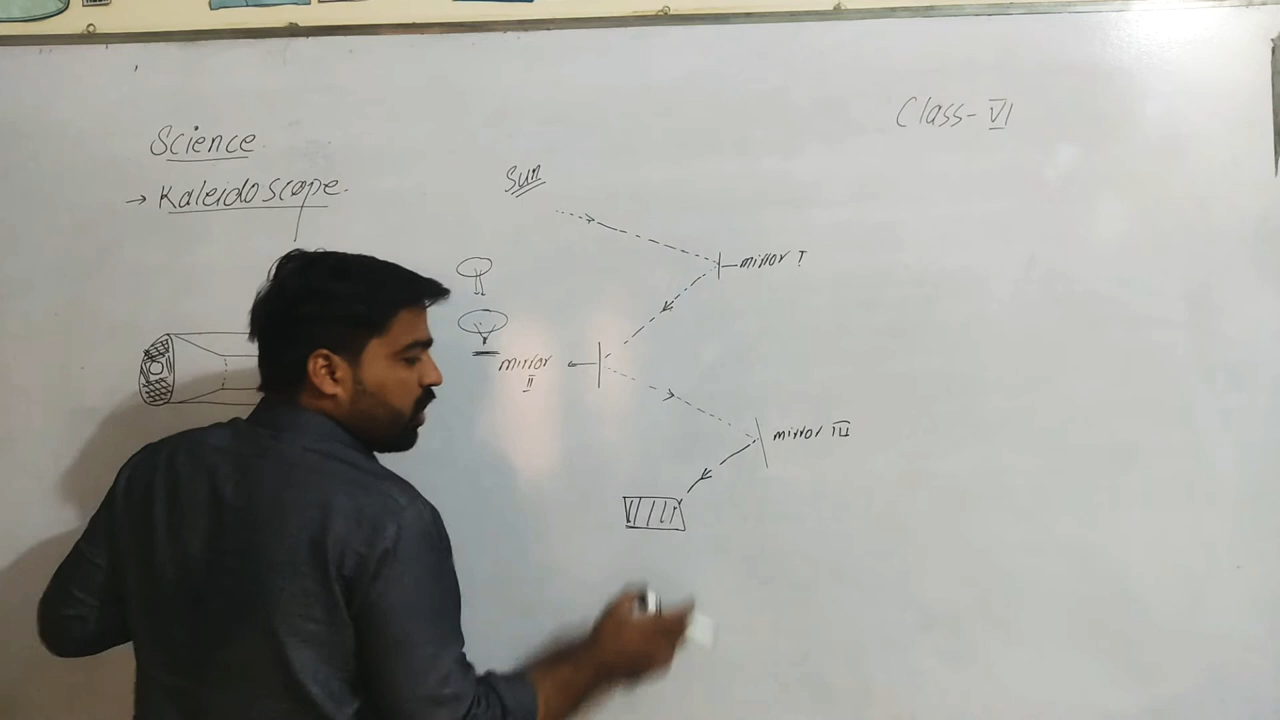 Class-VI
Science
→ Kaleidoscope.
Sun
mirror I
mirror
II
mirror III